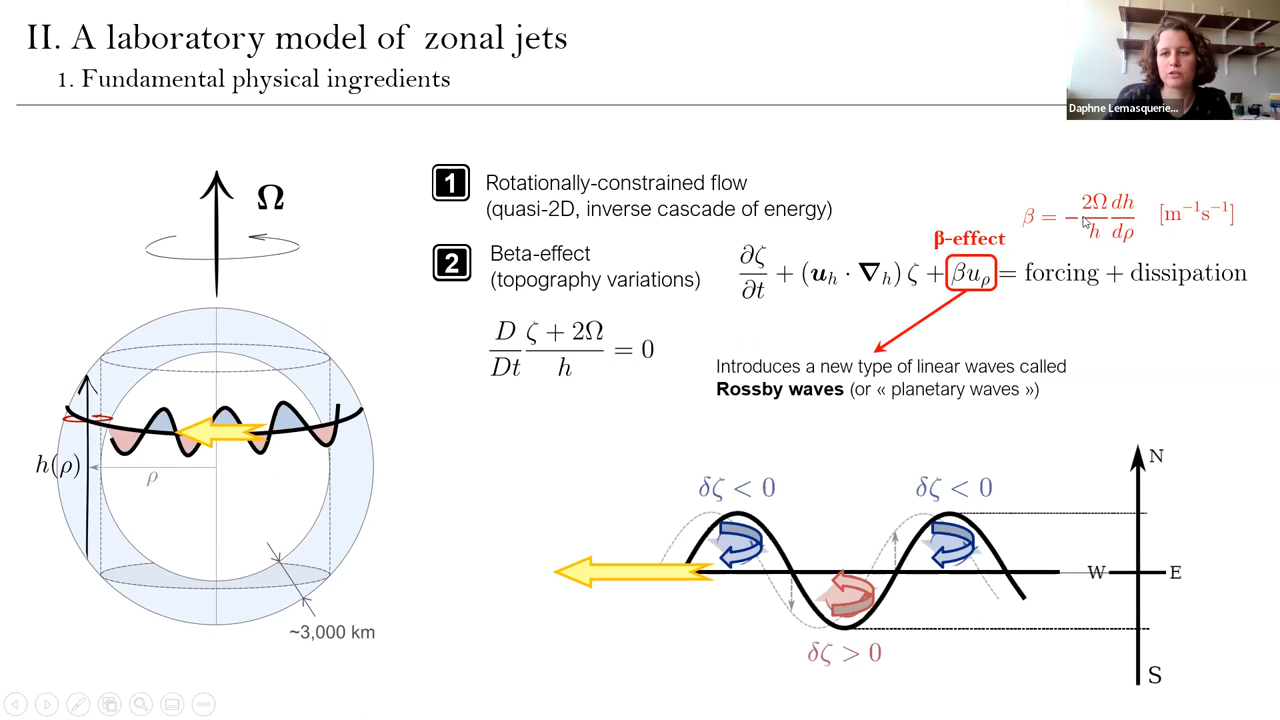 II. A laboratory model of zonal jets
1. Fundamental physical ingredients
Daphne Lemasquerie...
Ω
1
Rotationally-constrained flow
(quasi-2D, inverse cascade of energy)
β = −2Ω/h dh/dρ [m⁻¹s⁻¹]
β-effect
2
Beta-effect
(topography variations)
∂ζ/∂t + (u_h · ∇_h) ζ + βu_ρ = forcing + dissipation
D/Dt (ζ + 2Ω)/h = 0
Introduces a new type of linear waves called
Rossby waves (or « planetary waves »)
h(ρ)
ρ
~3,000 km
N
δζ < 0
δζ < 0
W
E
δζ > 0
S